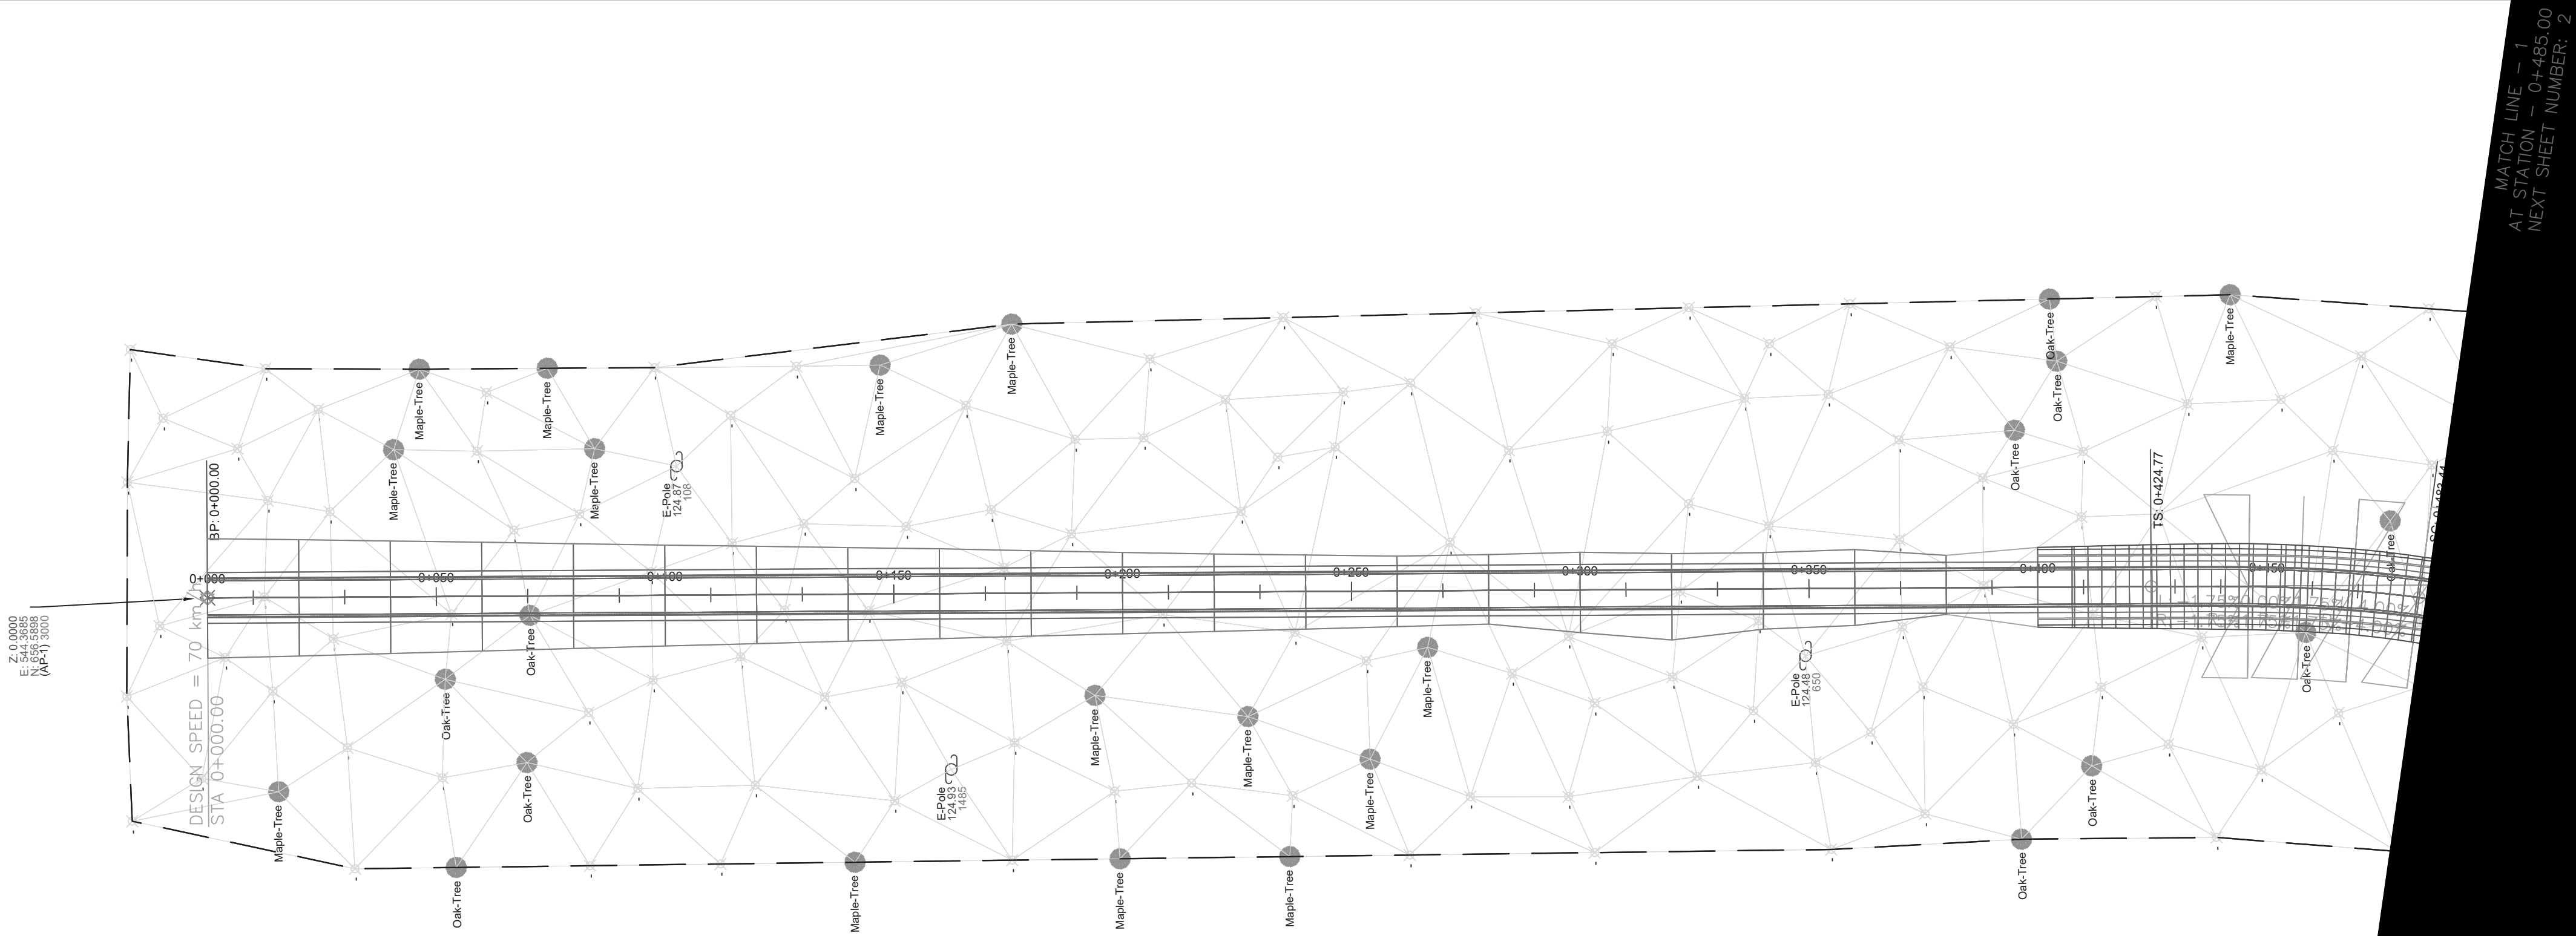 MATCH LINE - 1
AT STATION - 0+485.00
NEXT SHEET NUMBER: 2
Maple-Tree
Oak-Tree
Maple-Tree
Maple-Tree
Maple-Tree
Maple-Tree
Oak-Tree
Maple-Tree
Maple-Tree
Oak-Tree
E-Pole
124.87
108
BP: 0+000.00
TS: 0+424.77
Oak-Tree
0+000
0+050
0+100
0+150
0+200
0+250
0+300
0+350
0+400
0+450
Z: 0.0000
E: 544.3685
N: 656.5898
(AP-1) 3000
DESIGN SPEED = 70 km
STA 0+000.00
Oak-Tree
Oak-Tree
Maple-Tree
Oak-Tree
E-Pole
124.48
650
Maple-Tree
Maple-Tree
Oak-Tree
Maple-Tree
E-Pole
124.93
1485
Maple-Tree
Oak-Tree
Maple-Tree
Oak-Tree
Maple-Tree
Maple-Tree
Maple-Tree
Oak-Tree